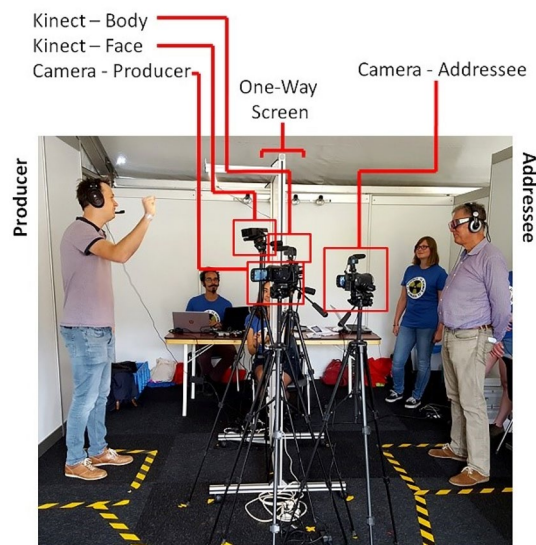 Kinect – Body
Kinect – Face
Camera - Producer
One-Way
Screen
Camera - Addressee
Producer
Addressee